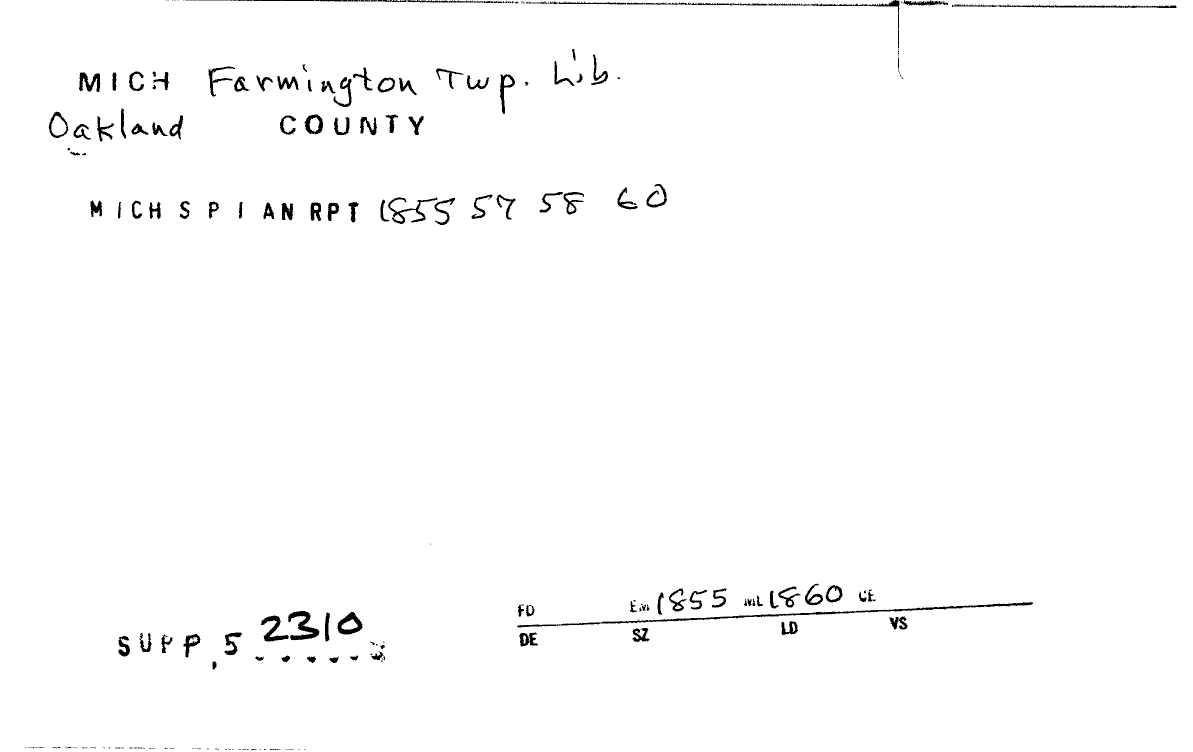 MICH Farmington Twp. Lib.
Oakland COUNTY
MICH S P I AN RPT 1855 57 58 60
SUPP, 5 2310
FD EM 1855 ML 1860 CE
DE SZ LD VS